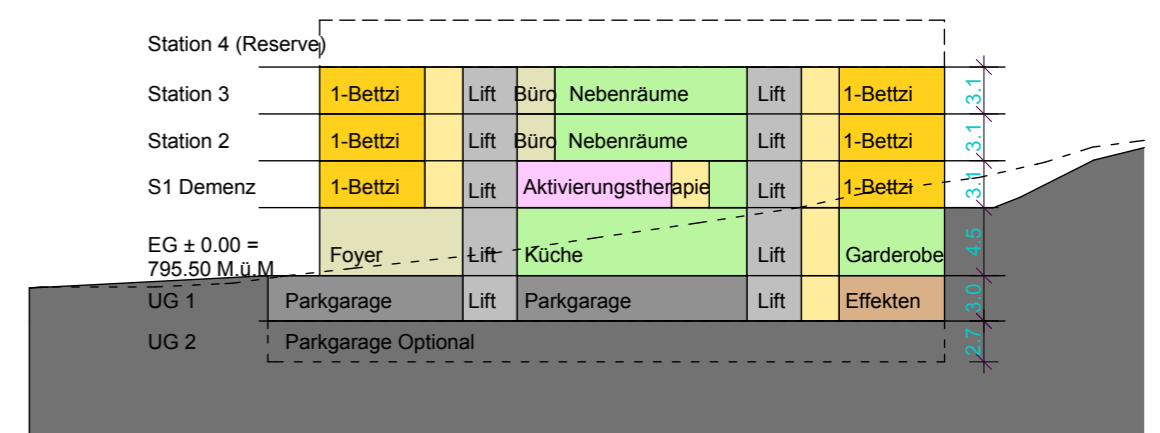 Station 4 (Reserve)
Station 3 1-Bettzi Lift Büro Nebenräume Lift 1-Bettzi 3.1
Station 2 1-Bettzi Lift Büro Nebenräume Lift 1-Bettzi 3.1
S1 Demenz 1-Bettzi Lift Aktivierungstherapie Lift 1-Bettzi 3.1
EG ± 0.00 =
795.50 M.ü.M Foyer Lift Küche Lift Garderobe 4.5
UG 1 Parkgarage Lift Parkgarage Lift Effekten 3.0
UG 2 Parkgarage Optional 2.7